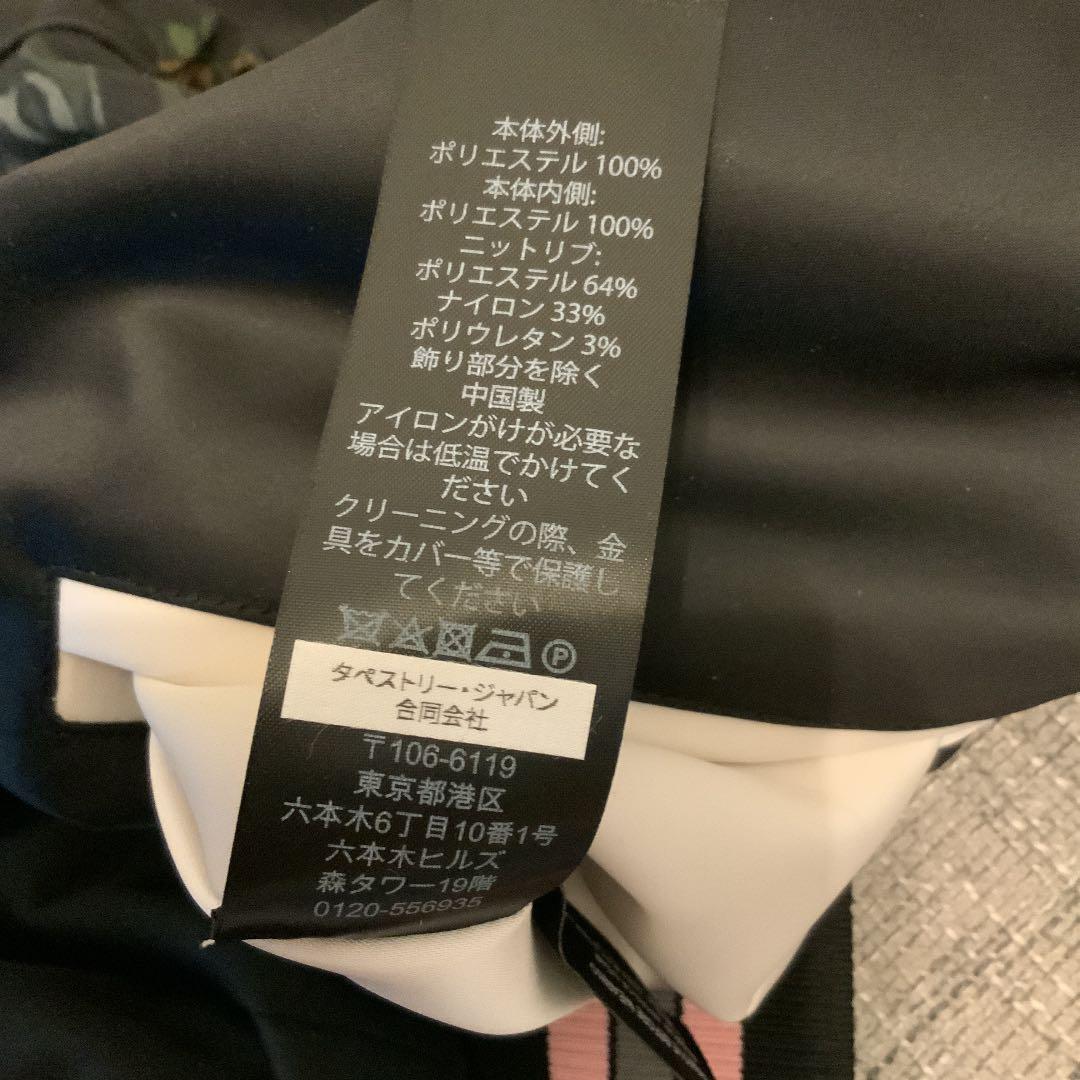 本体外側:
ポリエステル 100%
本体内側:
ポリエステル 100%
ニットリブ:
ポリエステル 64%
ナイロン 33%
ポリウレタン 3%
飾り部分を除く
中国製
アイロンがけが必要な
場合は低温でかけてく
ださい
クリーニングの際、金
具をカバー等で保護し
てください
P
タペストリー・ジャパン
合同会社
〒106-6119
東京都港区
六本木6丁目10番1号
六本木ヒルズ
森タワー19階
0120-556935